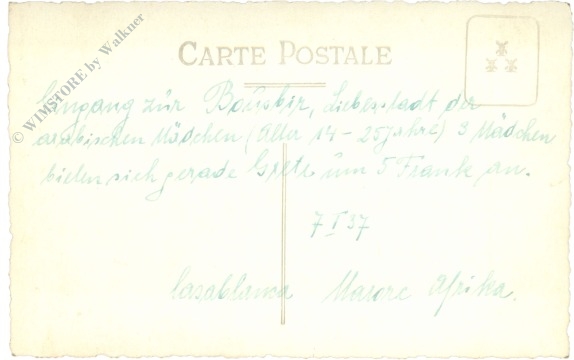 CARTE POSTALE
© WIMSTORE by Walkner
Eingang zur Bousbir, Liebesstadt der
arabischen Mädchen (Alter 14-25 Jahre) 3 Mädchen
bieten sich gerade Grete um 5 Frank an.
7 I 37
Casablanca Maroc Afrika.